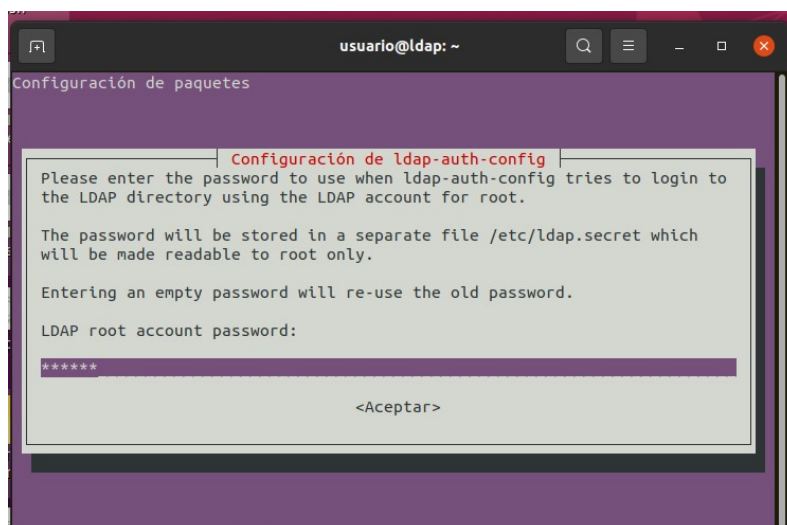 usuario@ldap: ~
Configuración de paquetes
Configuración de ldap-auth-config
Please enter the password to use when ldap-auth-config tries to login to
the LDAP directory using the LDAP account for root.
The password will be stored in a separate file /etc/ldap.secret which
will be made readable to root only.
Entering an empty password will re-use the old password.
LDAP root account password:
******
<Aceptar>